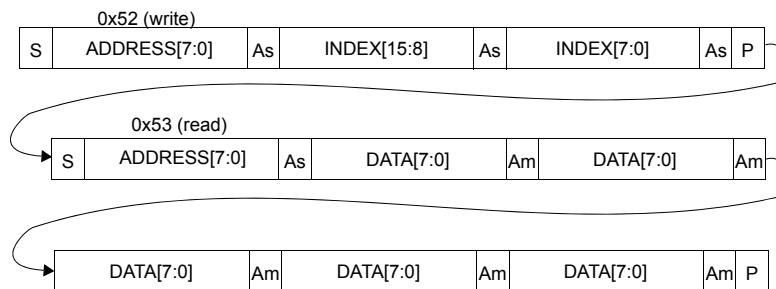 0x52 (write)
S ADDRESS[7:0] As INDEX[15:8] As INDEX[7:0] As P
0x53 (read)
S ADDRESS[7:0] As DATA[7:0] Am DATA[7:0] Am
DATA[7:0] Am DATA[7:0] Am DATA[7:0] Am P